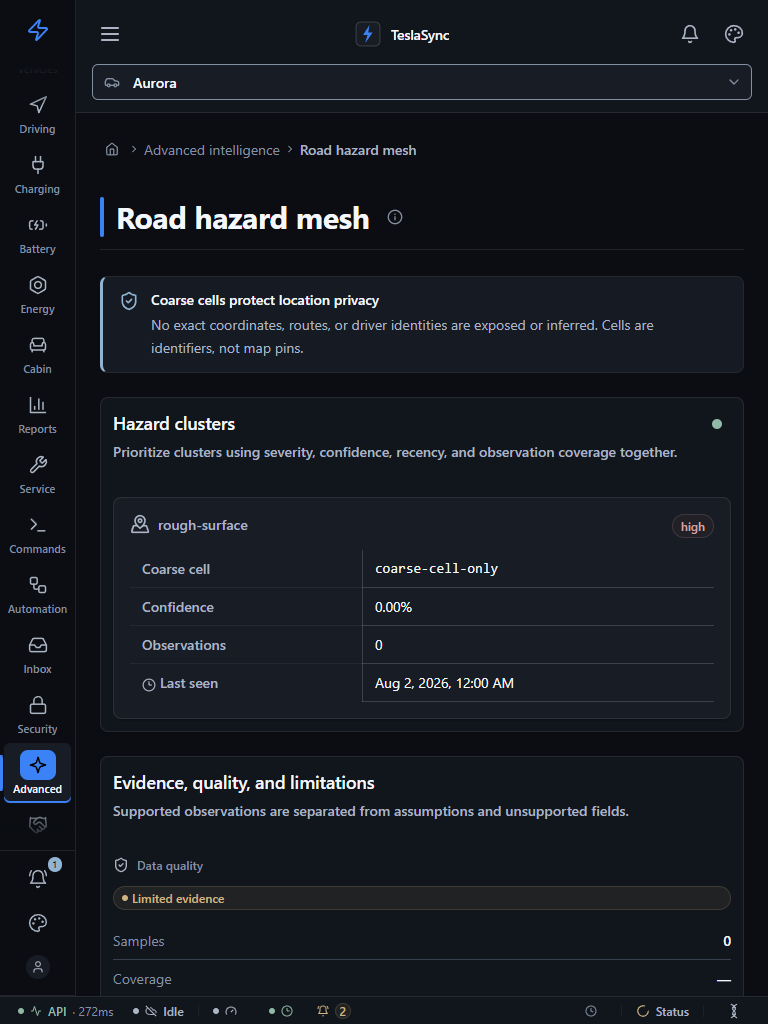 TeslaSync
Aurora
Driving
Charging
Battery
Energy
Cabin
Reports
Service
Commands
Automation
Inbox
Security
Advanced
1
Advanced intelligence
Road hazard mesh
Road hazard mesh
Coarse cells protect location privacy
No exact coordinates, routes, or driver identities are exposed or inferred. Cells are
identifiers, not map pins.
Hazard clusters
Prioritize clusters using severity, confidence, recency, and observation coverage together.
rough-surface
high
Coarse cell
coarse-cell-only
Confidence
0.00%
Observations
0
Last seen
Aug 2, 2026, 12:00 AM
Evidence, quality, and limitations
Supported observations are separated from assumptions and unsupported fields.
Data quality
Limited evidence
Samples
0
Coverage
—
API · 272ms
Idle
2
Status